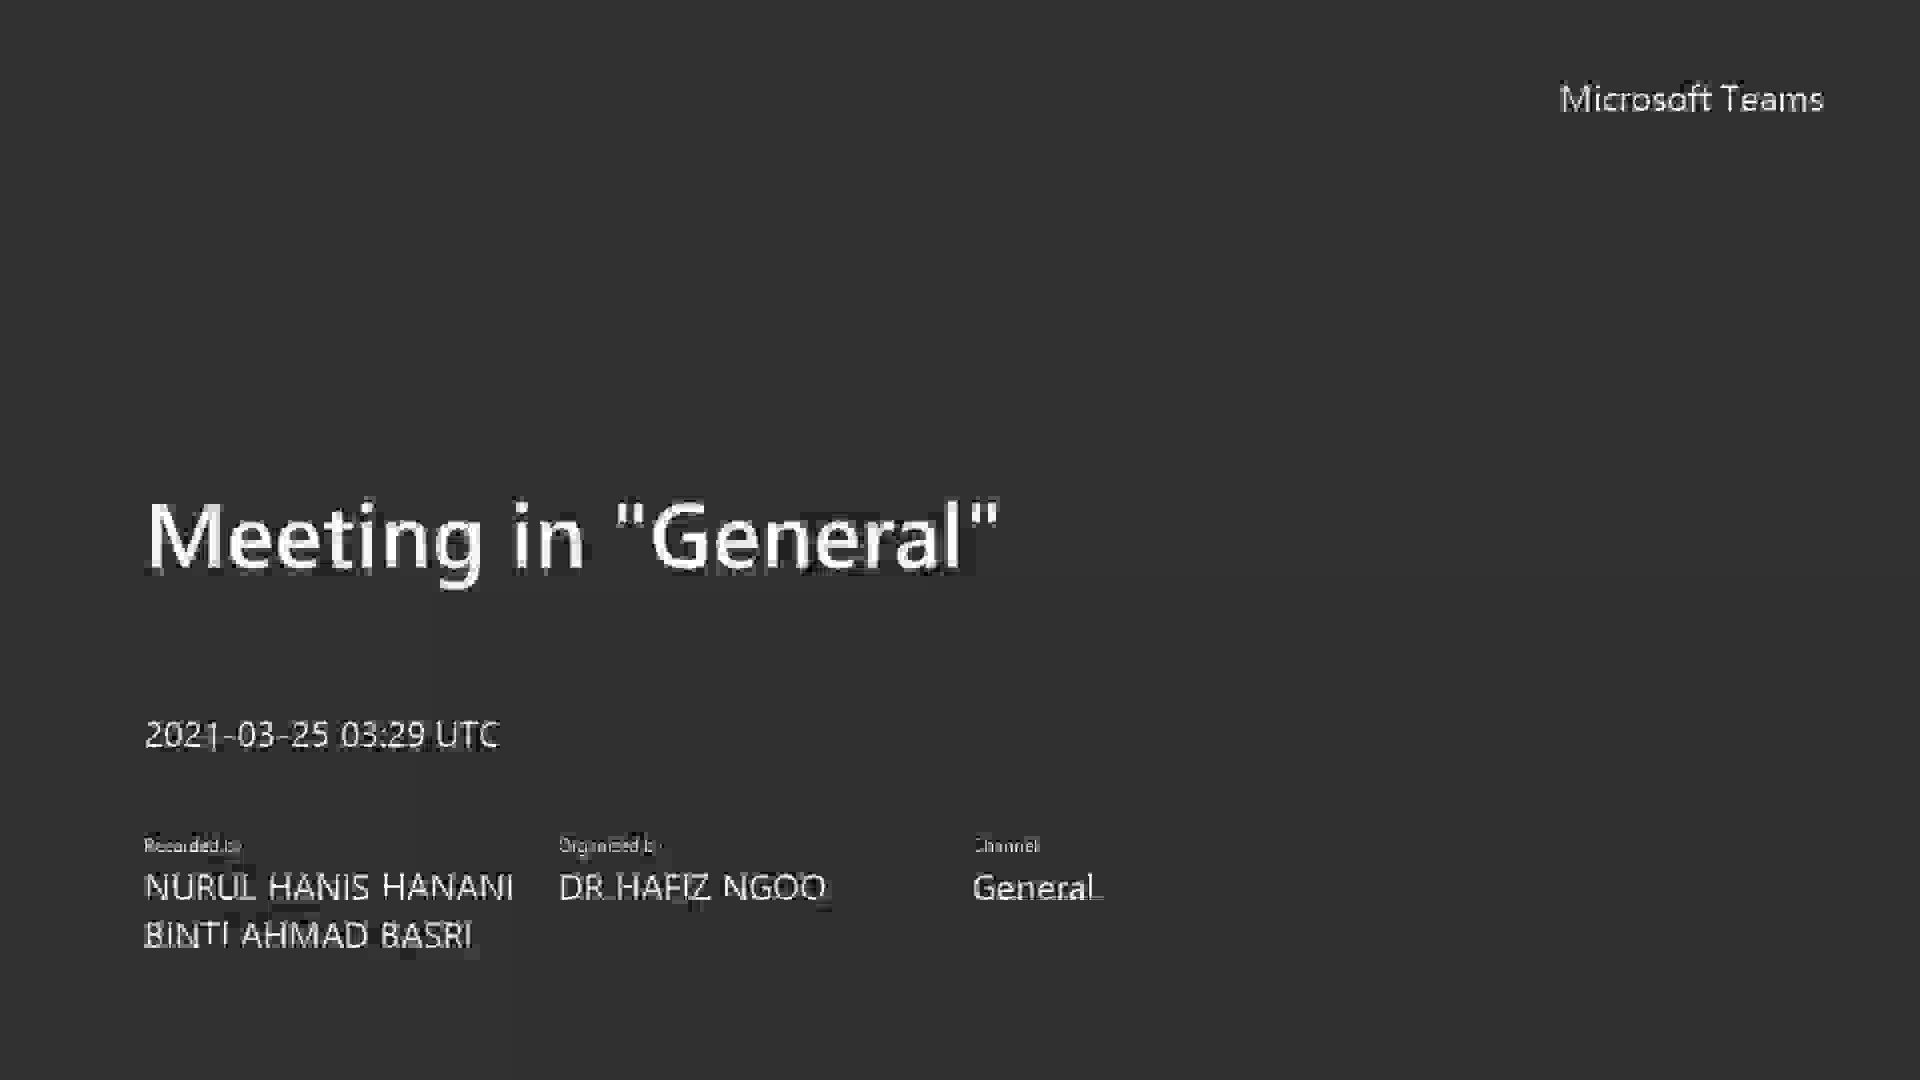 Microsoft Teams
Meeting in "General"
2021-03-25 03:29 UTC
Recorded by
Organized by
Channel
NURUL HANIS HANANI
BINTI AHMAD BASRI
DR HAFIZ NGOO
General